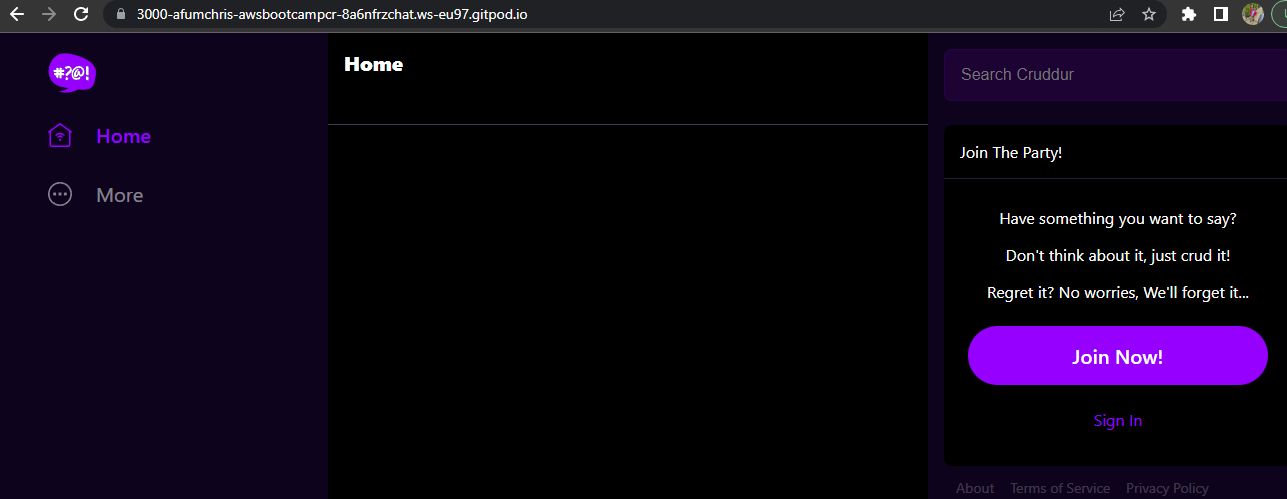 3000-afumchris-awsbootcampcr-8a6nfrzchat.ws-eu97.gitpod.io
#?@!
Home
More
Home
Search Cruddur
Join The Party!
Have something you want to say?
Don't think about it, just crud it!
Regret it? No worries, We'll forget it...
Join Now!
Sign In
About Terms of Service Privacy Policy